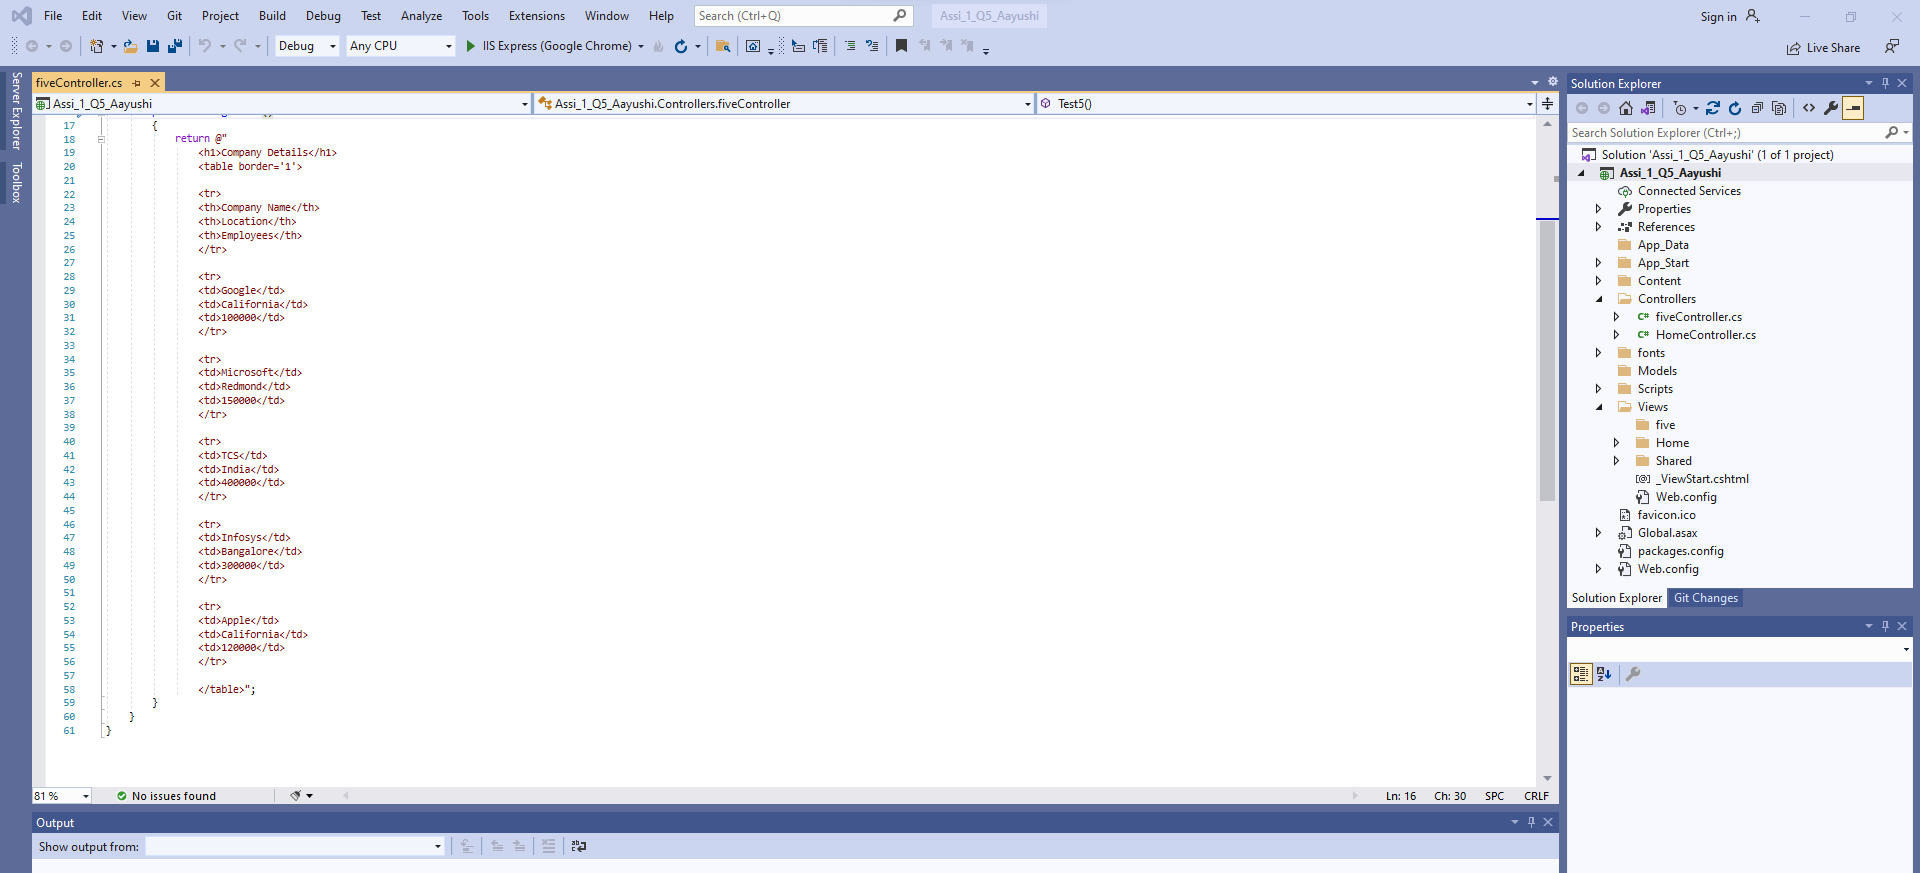 File Edit View Git Project Build Debug Test Analyze Tools Extensions Window Help Search (Ctrl+Q) Assi_1_Q5_Aayushi Sign in
Debug Any CPU IIS Express (Google Chrome) Live Share
Server Explorer
Toolbox
fiveController.cs
Assi_1_Q5_Aayushi Assi_1_Q5_Aayushi.Controllers.fiveController Test5()
17 {
18 return @"
19 <h1>Company Details</h1>
20 <table border='1'>
21
22 <tr>
23 <th>Company Name</th>
24 <th>Location</th>
25 <th>Employees</th>
26 </tr>
27
28 <tr>
29 <td>Google</td>
30 <td>California</td>
31 <td>100000</td>
32 </tr>
33
34 <tr>
35 <td>Microsoft</td>
36 <td>Redmond</td>
37 <td>150000</td>
38 </tr>
39
40 <tr>
41 <td>TCS</td>
42 <td>India</td>
43 <td>400000</td>
44 </tr>
45
46 <tr>
47 <td>Infosys</td>
48 <td>Bangalore</td>
49 <td>300000</td>
50 </tr>
51
52 <tr>
53 <td>Apple</td>
54 <td>California</td>
55 <td>120000</td>
56 </tr>
57
58 </table>";
59 }
60 }
61 }
81 % No issues found Ln: 16 Ch: 30 SPC CRLF
Output
Show output from:
Solution Explorer
Search Solution Explorer (Ctrl+;)
Solution 'Assi_1_Q5_Aayushi' (1 of 1 project)
Assi_1_Q5_Aayushi
Connected Services
Properties
References
App_Data
App_Start
Content
Controllers
C# fiveController.cs
C# HomeController.cs
fonts
Models
Scripts
Views
five
Home
Shared
_ViewStart.cshtml
Web.config
favicon.ico
Global.asax
packages.config
Web.config
Solution Explorer Git Changes
Properties